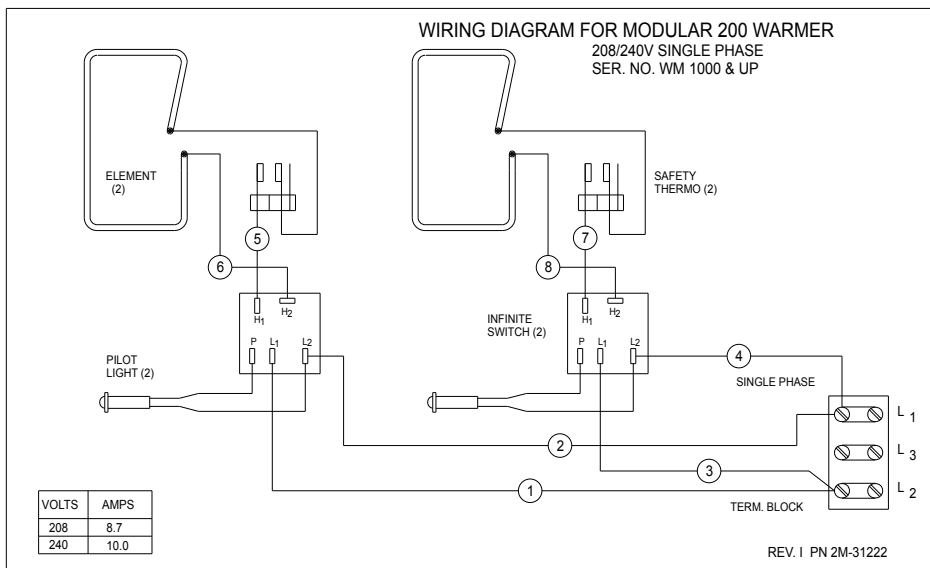 WIRING DIAGRAM FOR MODULAR 200 WARMER
208/240V SINGLE PHASE
SER. NO. WM 1000 & UP
ELEMENT
(2)
SAFETY
THERMO (2)
5
7
6
8
H1
H2
H1
H2
INFINITE
SWITCH (2)
P
L1
L2
P
L1
L2
PILOT
LIGHT (2)
4
SINGLE PHASE
L 1
2
L 3
3
1
L 2
TERM. BLOCK
VOLTS AMPS
208 8.7
240 10.0
REV. I PN 2M-31222